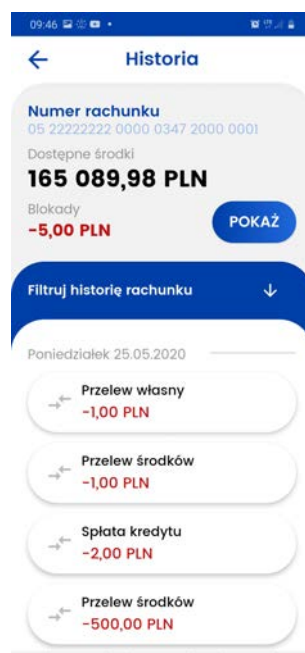 09:46
Historia
Numer rachunku
05 22222222 0000 0347 2000 0001
Dostępne środki
165 089,98 PLN
Blokady
-5,00 PLN
POKAŻ
Filtruj historię rachunku
Poniedziałek 25.05.2020
Przelew własny
-1,00 PLN
Przelew środków
-1,00 PLN
Spłata kredytu
-2,00 PLN
Przelew środków
-500,00 PLN